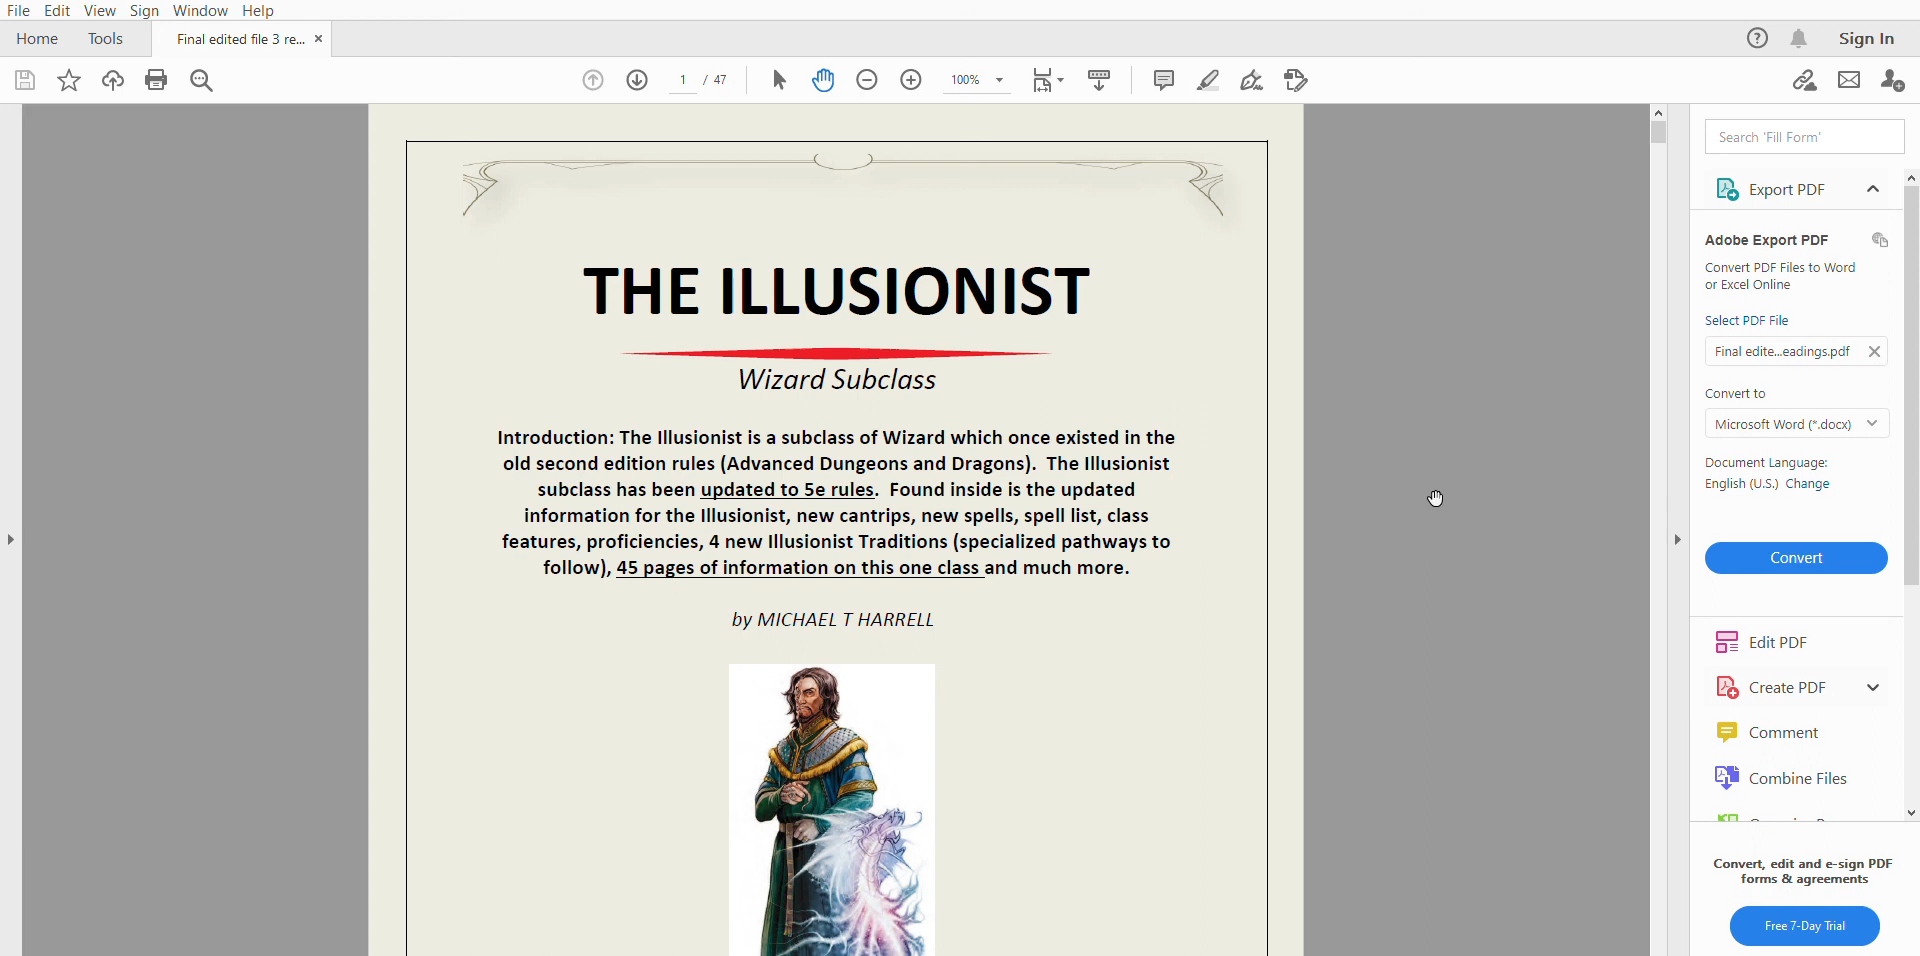 File Edit View Sign Window Help
Home Tools Final edited file 3 re... × Sign In
1 / 47 100%
THE ILLUSIONIST
Wizard Subclass
Introduction: The Illusionist is a subclass of Wizard which once existed in the
old second edition rules (Advanced Dungeons and Dragons).  The Illusionist
subclass has been updated to 5e rules.  Found inside is the updated
information for the Illusionist, new cantrips, new spells, spell list, class
features, proficiencies, 4 new Illusionist Traditions (specialized pathways to
follow), 45 pages of information on this one class and much more.
by MICHAEL T HARRELL
Search 'Fill Form'
Export PDF
Adobe Export PDF
Convert PDF Files to Word
or Excel Online
Select PDF File
Final edite...eadings.pdf
Convert to
Microsoft Word (*.docx)
Document Language:
English (U.S.) Change
Convert
Edit PDF
Create PDF
Comment
Combine Files
Convert, edit and e-sign PDF
forms & agreements
Free 7-Day Trial